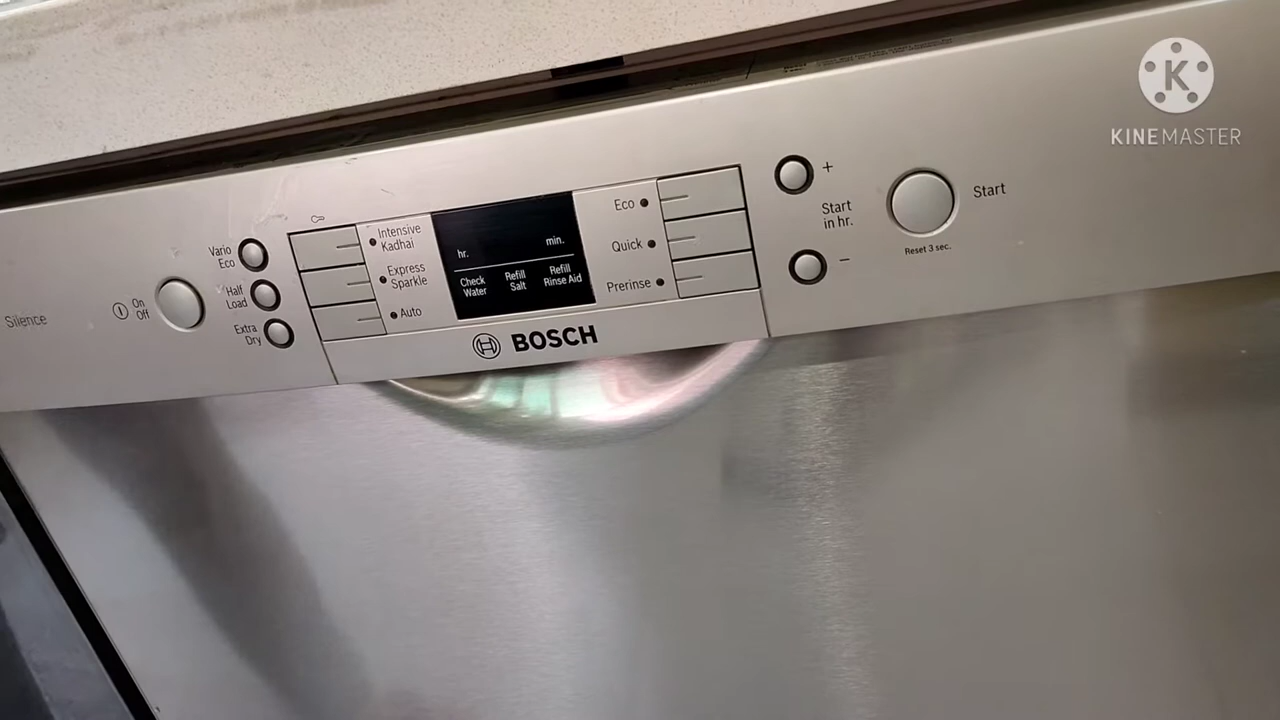 KINEMASTER
Silence
On
Off
Vario
Eco
Half
Load
Extra
Dry
Intensive
Kadhai
Express
Sparkle
Auto
hr.
min.
Check
Water
Refill
Salt
Refill
Rinse Aid
BOSCH
Eco
Quick
Prerinse
+
Start
in hr.
−
Start
Reset 3 sec.